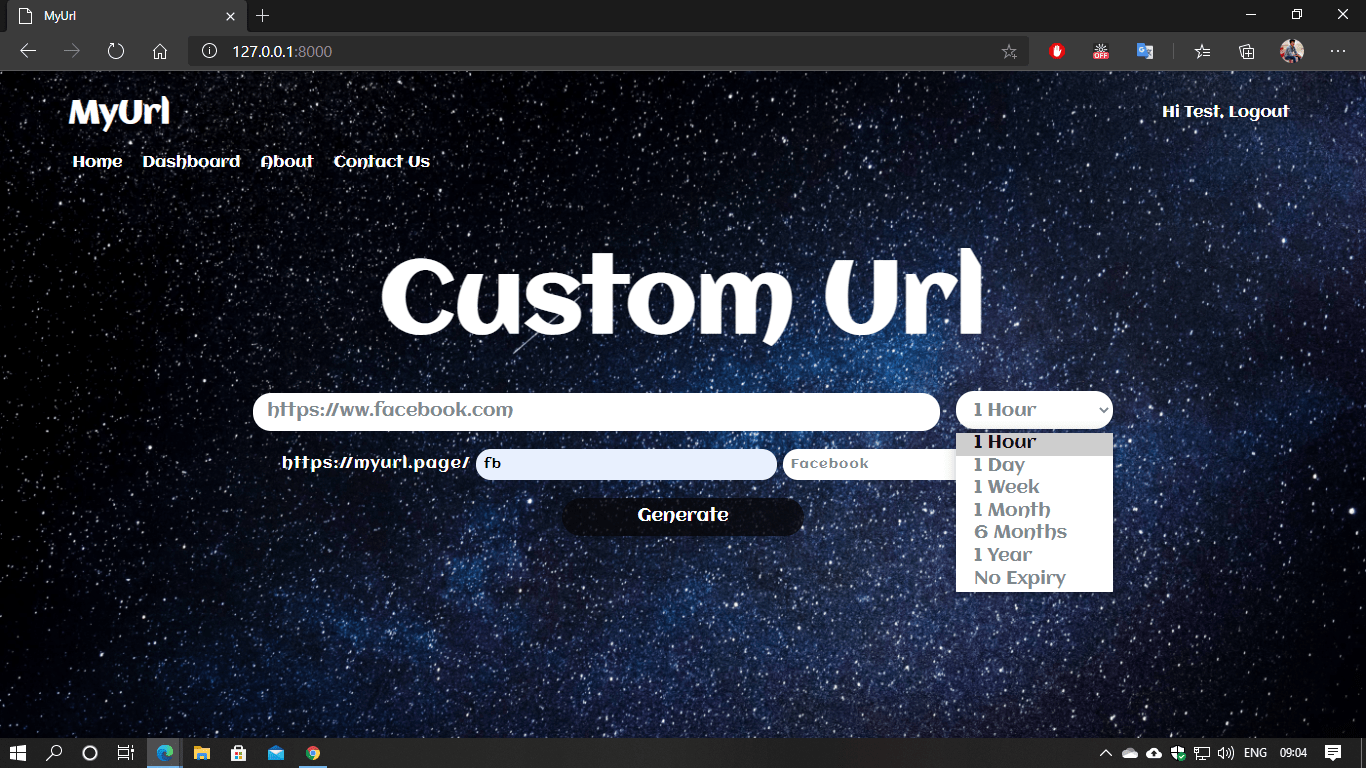 MyUrl
127.0.0.1:8000
OFF
MyUrl
Hi Test, Logout
Home Dashboard About Contact Us
Custom Url
https://ww.facebook.com
1 Hour
https://myurl.page/ fb Facebook
1 Hour
1 Day
1 Week
1 Month
6 Months
1 Year
No Expiry
Generate
ENG 09:04